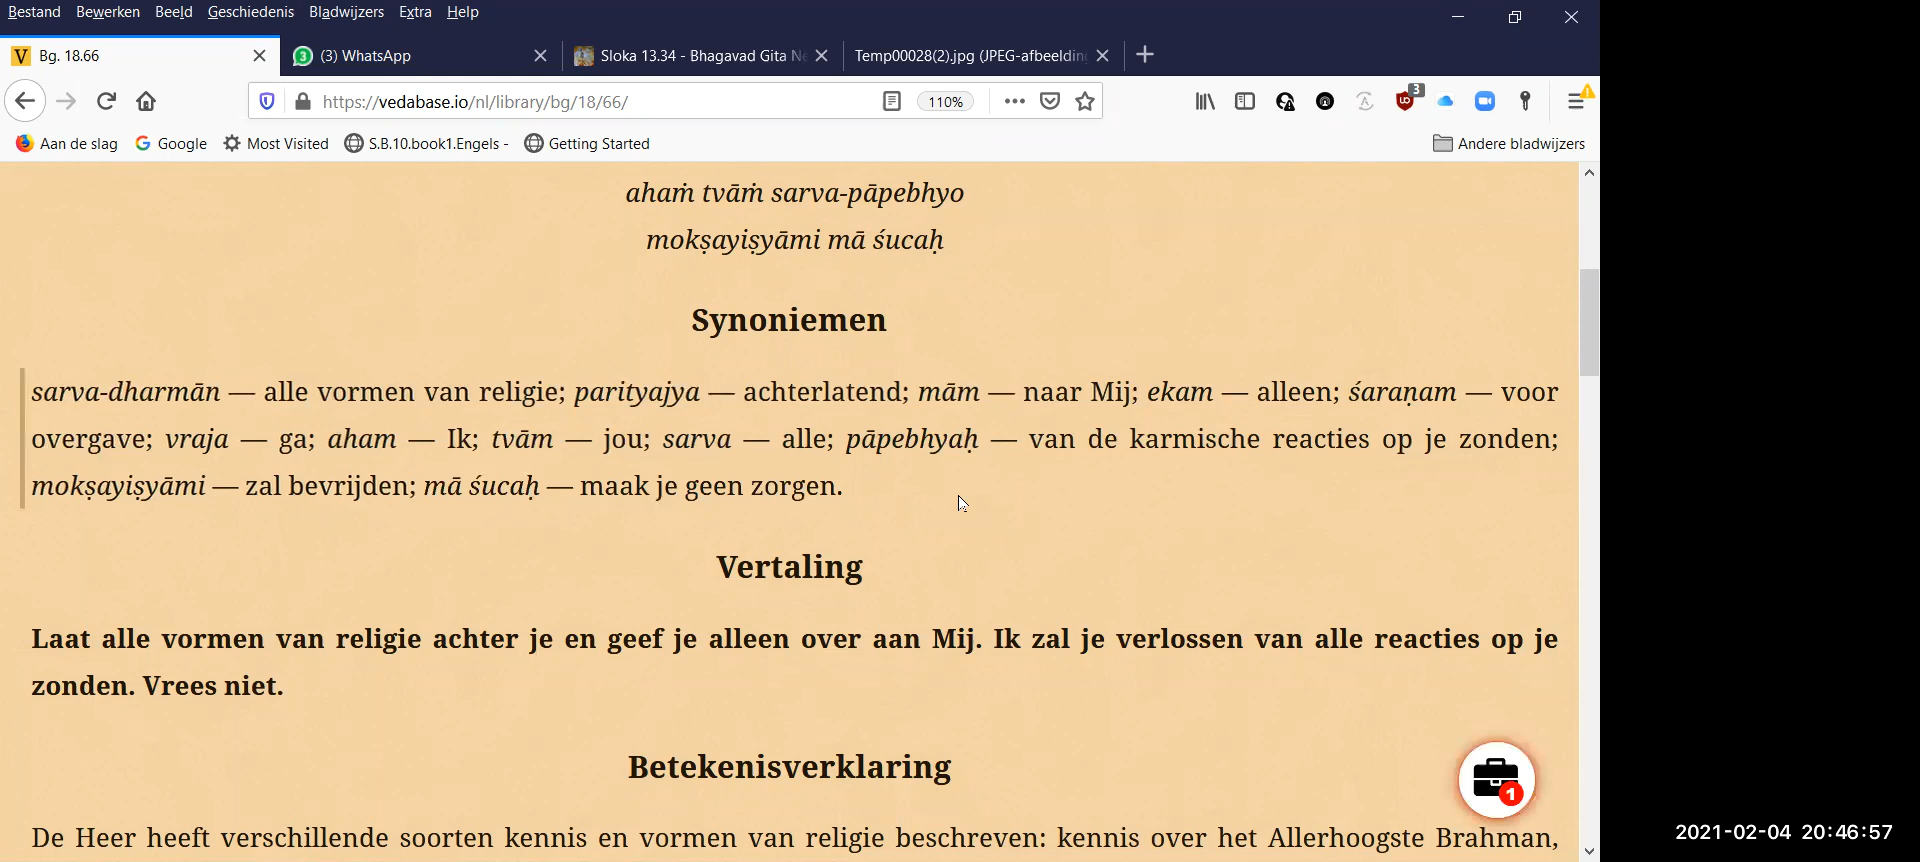 Bestand Bewerken Beeld Geschiedenis Bladwijzers Extra Help
V Bg. 18.66
3 (3) WhatsApp
Sloka 13.34 - Bhagavad Gita Ne
Temp00028(2).jpg (JPEG-afbeelding
https://vedabase.io/nl/library/bg/18/66/
110%
3
Aan de slag
Google
Most Visited
S.B.10.book1.Engels -
Getting Started
Andere bladwijzers
ahaṁ tvāṁ sarva-pāpebhyo
mokṣayiṣyāmi mā śucaḥ
Synoniemen
sarva-dharmān — alle vormen van religie; parityajya — achterlatend; mām — naar Mij; ekam — alleen; śaraṇam — voor
overgave; vraja — ga; aham — Ik; tvām — jou; sarva — alle; pāpebhyaḥ — van de karmische reacties op je zonden;
mokṣayiṣyāmi — zal bevrijden; mā śucaḥ — maak je geen zorgen.
Vertaling
Laat alle vormen van religie achter je en geef je alleen over aan Mij. Ik zal je verlossen van alle reacties op je
zonden. Vrees niet.
Betekenisverklaring
1
De Heer heeft verschillende soorten kennis en vormen van religie beschreven: kennis over het Allerhoogste Brahman,
2021-02-04 20:46:57